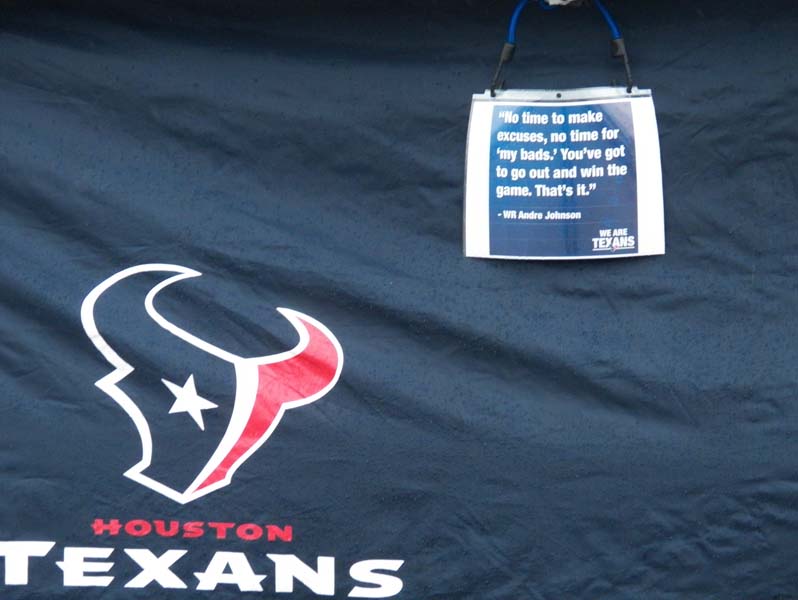 “No time to make
excuses, no time for
‘my bads.’ You’ve got
to go out and win the
game. That’s it.”
- WR Andre Johnson
WE ARE
TEXANS
HOUSTON
TEXANS